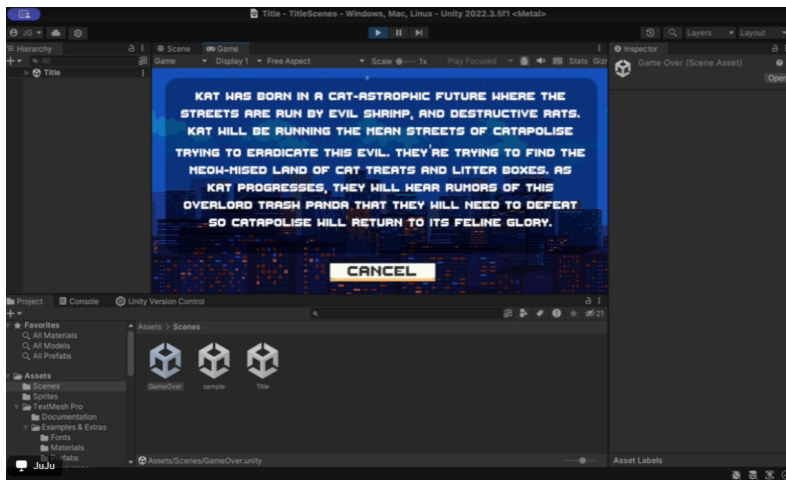 Title - TitleScenes - Windows, Mac, Linux - Unity 2022.3.5f1 <Metal>
JG
Layers
Layout
Hierarchy
All
Title
Scene
Game
Game
Display 1
Free Aspect
Scale
1x
Play Focused
Stats
Giz
KAT WAS BORN IN A CAT-ASTROPHIC FUTURE WHERE THE
STREETS ARE RUN BY EVIL SHRIMP, AND DESTRUCTIVE RATS.
KAT WILL BE RUNNING THE MEAN STREETS OF CATAPOLISE
TRYING TO ERADICATE THIS EVIL. THEY'RE TRYING TO FIND THE
MEOW-MISED LAND OF CAT TREATS AND LITTER BOXES. AS
KAT PROGRESSES, THEY WILL HEAR RUMORS OF THIS
OVERLORD TRASH PANDA THAT THEY WILL NEED TO DEFEAT
SO CATAPOLISE WILL RETURN TO ITS FELINE GLORY.
CANCEL
Inspector
Game Over (Scene Asset)
Open
Project
Console
Unity Version Control
21
Favorites
All Materials
All Models
All Prefabs
Assets
Scenes
Sprites
TextMesh Pro
Documentation
Examples & Extras
Fonts
Materials
Assets > Scenes
GameOver
sample
Title
Assets/Scenes/GameOver.unity
Asset Labels
JuJu